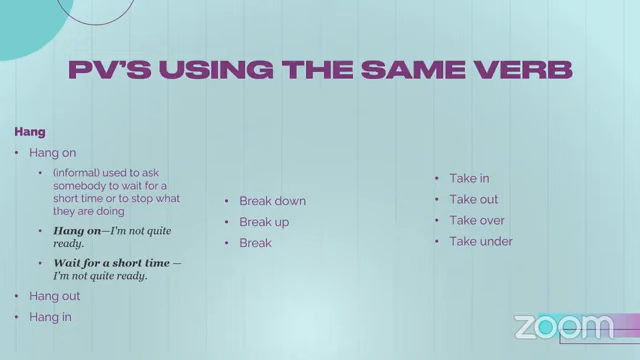 PV'S USING THE SAME VERB
Hang
• Hang on
• (informal) used to ask
somebody to wait for a
short time or to stop what
they are doing
• Hang on—I'm not quite
ready.
• Wait for a short time —
I'm not quite ready.
• Hang out
• Hang in
• Break down
• Break up
• Break
• Take in
• Take out
• Take over
• Take under
zoom